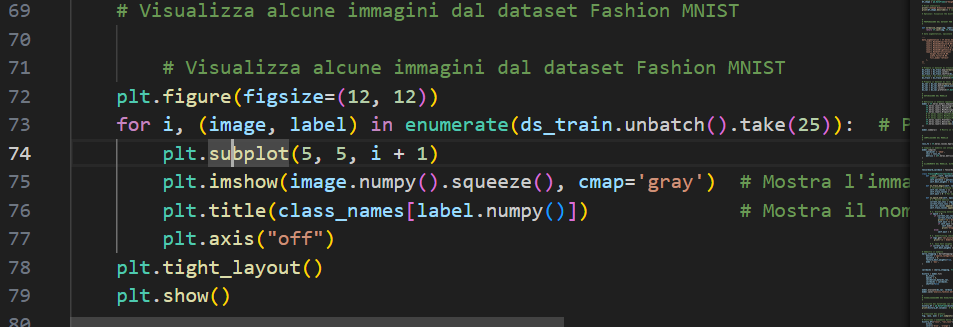 69 # Visualizza alcune immagini dal dataset Fashion MNIST
70
71 # Visualizza alcune immagini dal dataset Fashion MNIST
72 plt.figure(figsize=(12, 12))
73 for i, (image, label) in enumerate(ds_train.unbatch().take(25)): # P
74 plt.subplot(5, 5, i + 1)
75 plt.imshow(image.numpy().squeeze(), cmap='gray') # Mostra l'imma
76 plt.title(class_names[label.numpy()]) # Mostra il nom
77 plt.axis("off")
78 plt.tight_layout()
79 plt.show()
80